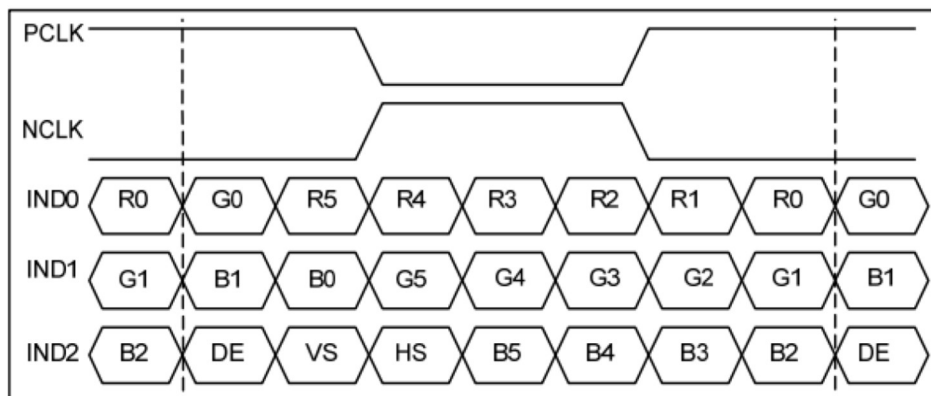 PCLK
NCLK
IND0 R0 G0 R5 R4 R3 R2 R1 R0 G0
IND1 G1 B1 B0 G5 G4 G3 G2 G1 B1
IND2 B2 DE VS HS B5 B4 B3 B2 DE